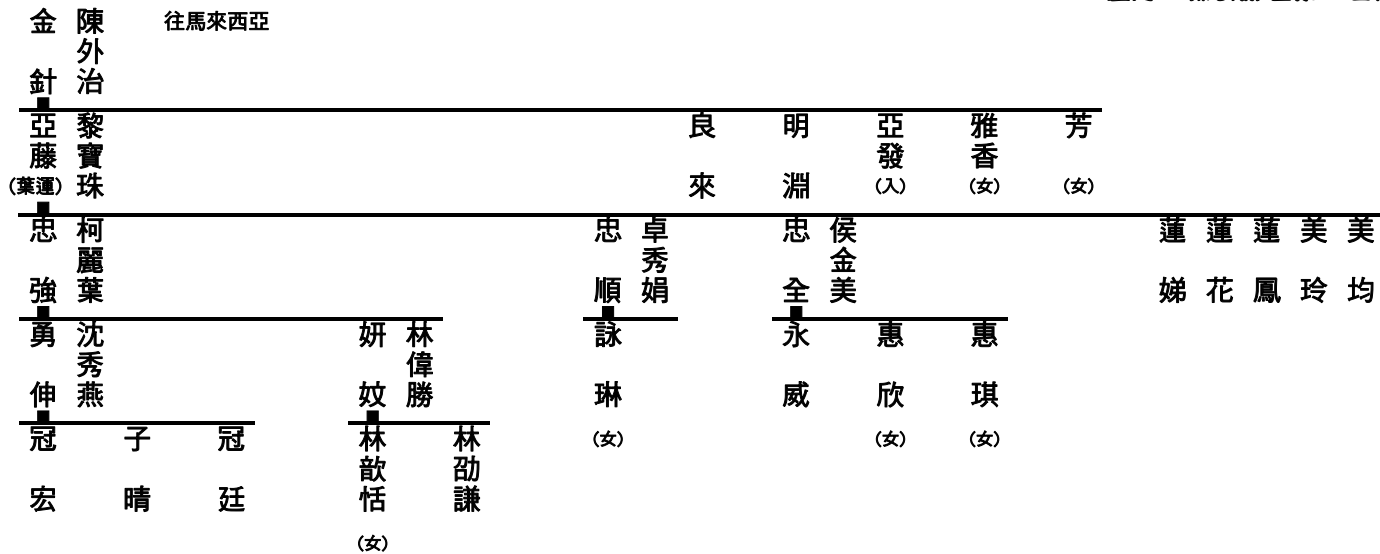 金針 陳外治 往馬來西亞
亞藤(葉運) 黎寶珠 良來 明淵 亞發(入) 雅香(女) 芳(女)
忠強 柯麗葉 忠順 卓秀娟 忠全 侯金美 蓮娣 蓮花 蓮鳳 美玲 美均
勇伸 沈秀燕 妍妏 林偉勝 詠琳(女) 永威 惠欣(女) 惠琪(女)
冠宏 子晴 冠廷 林歆恬(女) 林劭謙